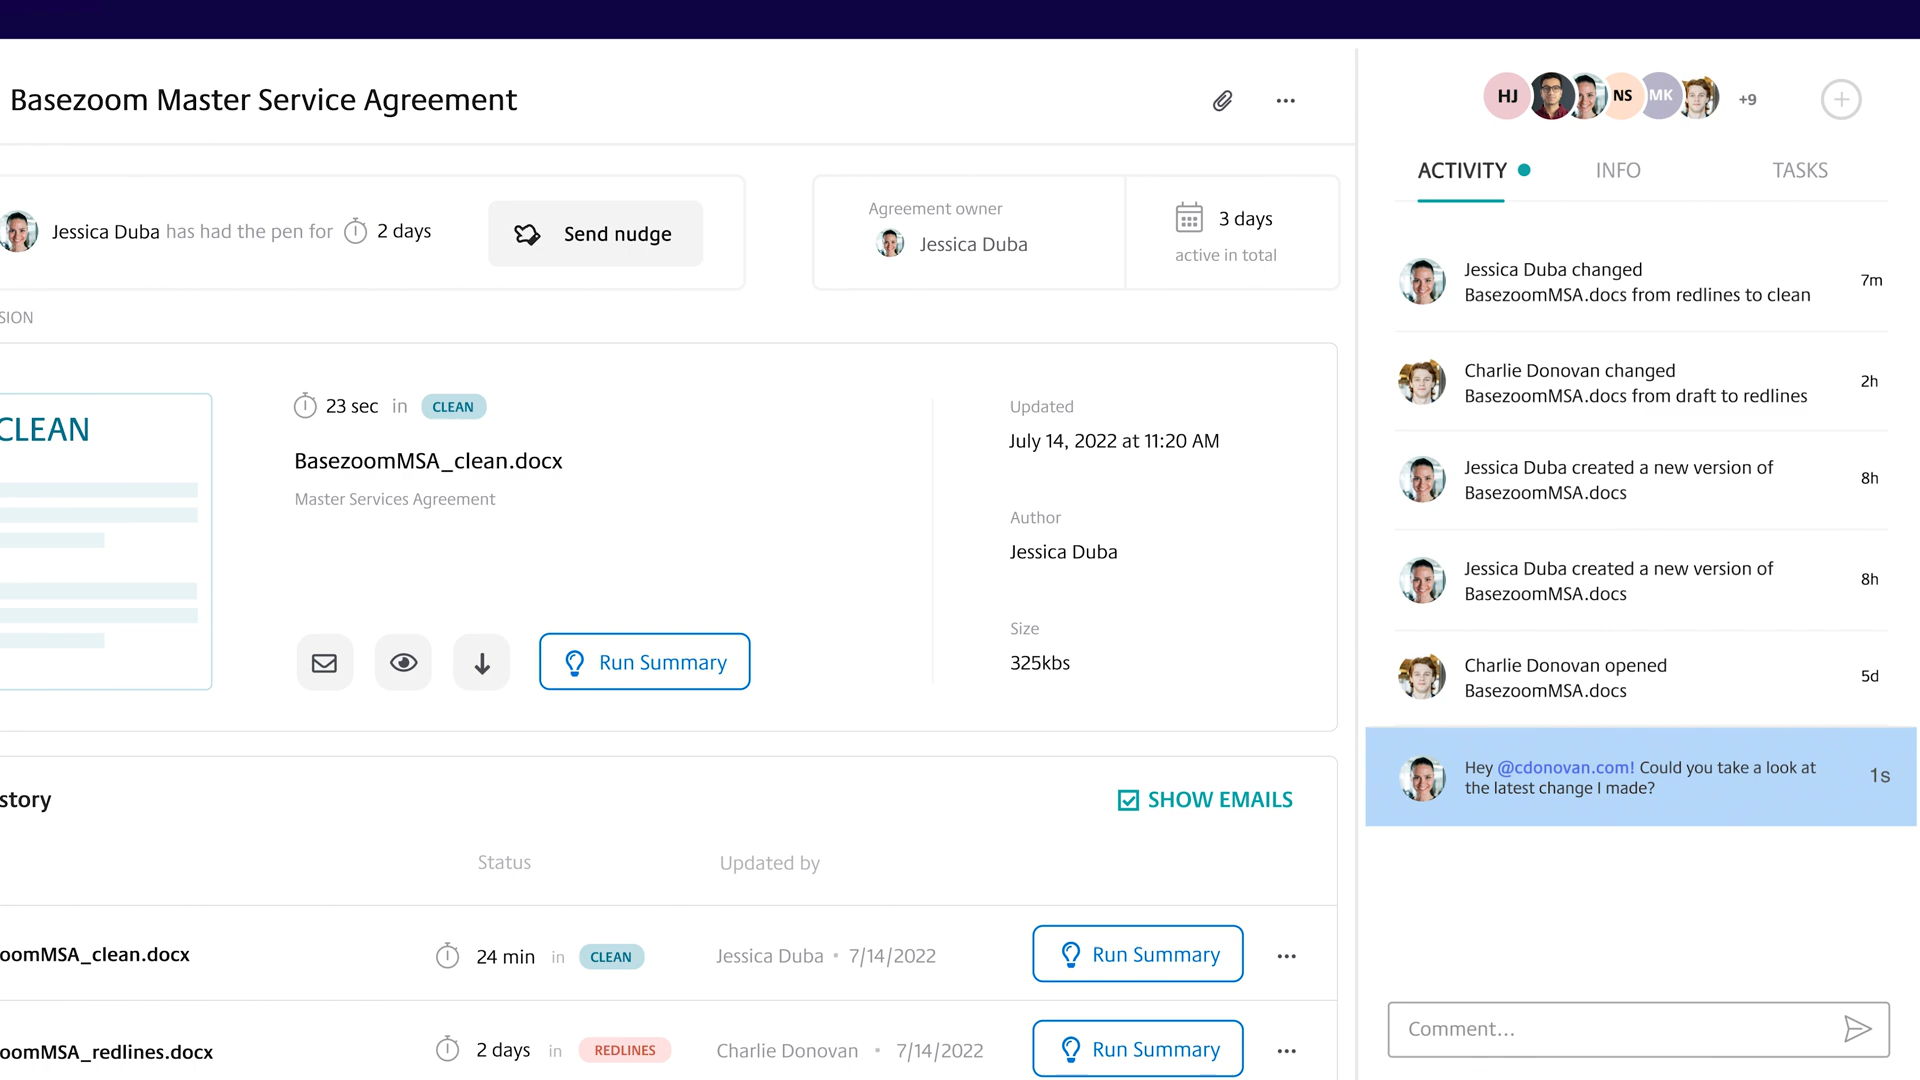 Basezoom Master Service Agreement
Jessica Duba has had the pen for 2 days
Send nudge
Agreement owner
Jessica Duba
3 days
active in total
SION
CLEAN
23 sec in CLEAN
BasezoomMSA_clean.docx
Master Services Agreement
Run Summary
Updated
July 14, 2022 at 11:20 AM
Author
Jessica Duba
Size
325kbs
story
SHOW EMAILS
Status Updated by
oomMSA_clean.docx 24 min in CLEAN Jessica Duba • 7/14/2022 Run Summary
oomMSA_redlines.docx 2 days in REDLINES Charlie Donovan • 7/14/2022 Run Summary
HJ NS MK +9
ACTIVITY INFO TASKS
Jessica Duba changed
BasezoomMSA.docs from redlines to clean
7m
Charlie Donovan changed
BasezoomMSA.docs from draft to redlines
2h
Jessica Duba created a new version of
BasezoomMSA.docs
8h
Jessica Duba created a new version of
BasezoomMSA.docs
8h
Charlie Donovan opened
BasezoomMSA.docs
5d
Hey @cdonovan.com! Could you take a look at
the latest change I made?
1s
Comment...